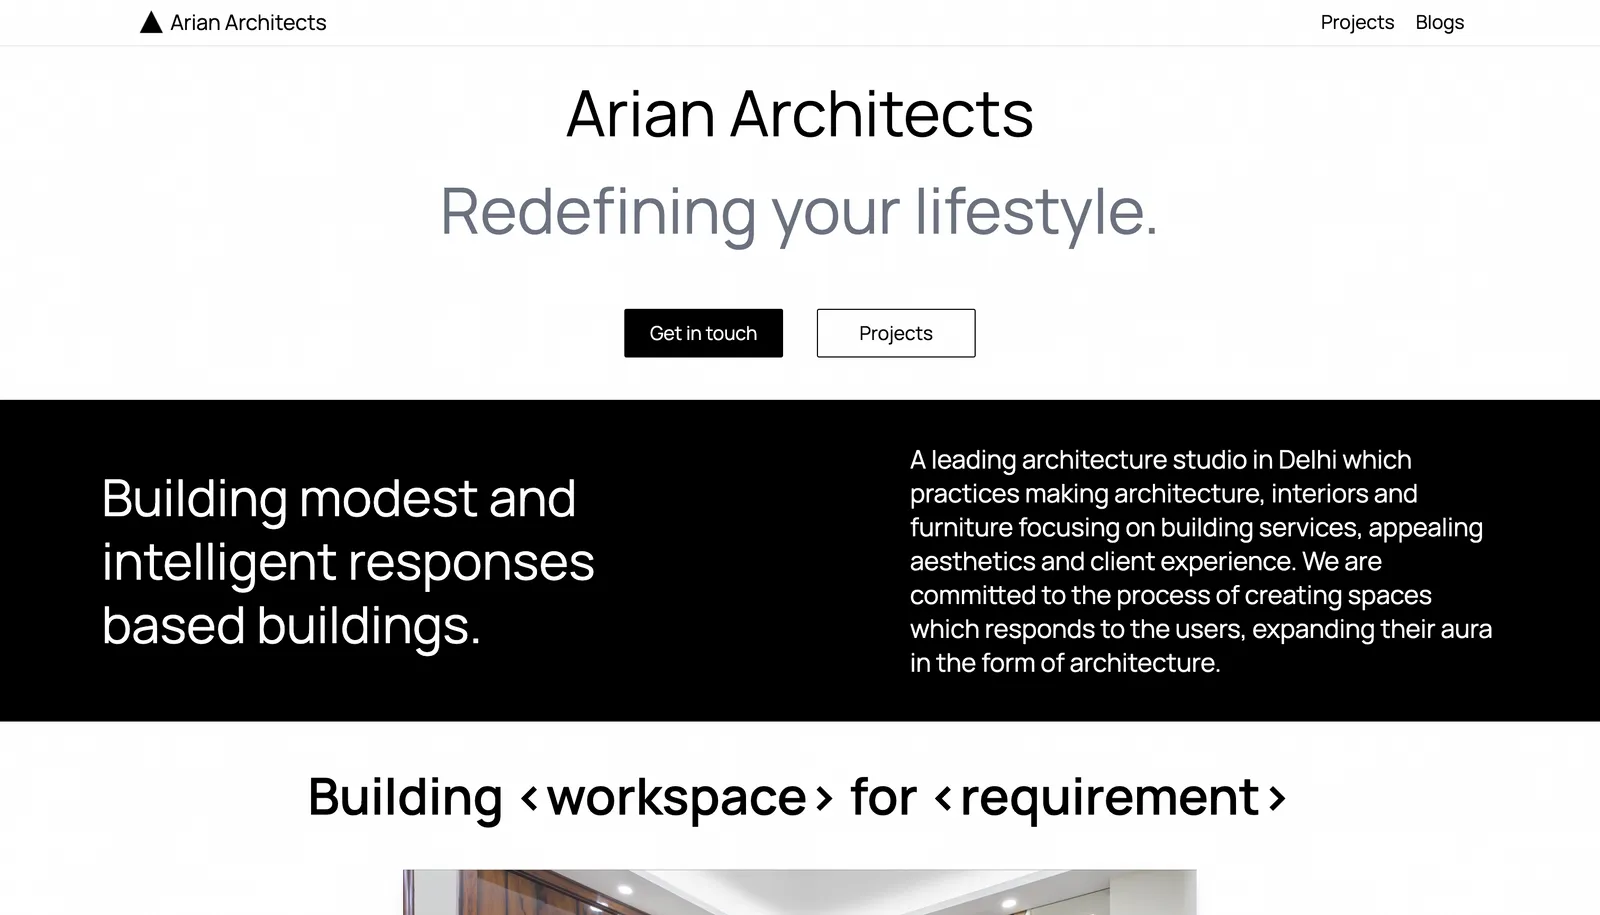 Arian Architects
Projects Blogs
Arian Architects
Redefining your lifestyle.
Get in touch
Projects
Building modest and
intelligent responses
based buildings.
A leading architecture studio in Delhi which
practices making architecture, interiors and
furniture focusing on building services, appealing
aesthetics and client experience. We are
committed to the process of creating spaces
which responds to the users, expanding their aura
in the form of architecture.
Building <workspace> for <requirement>